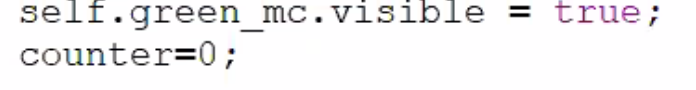 self.green_mc.visible = true;
counter=0;